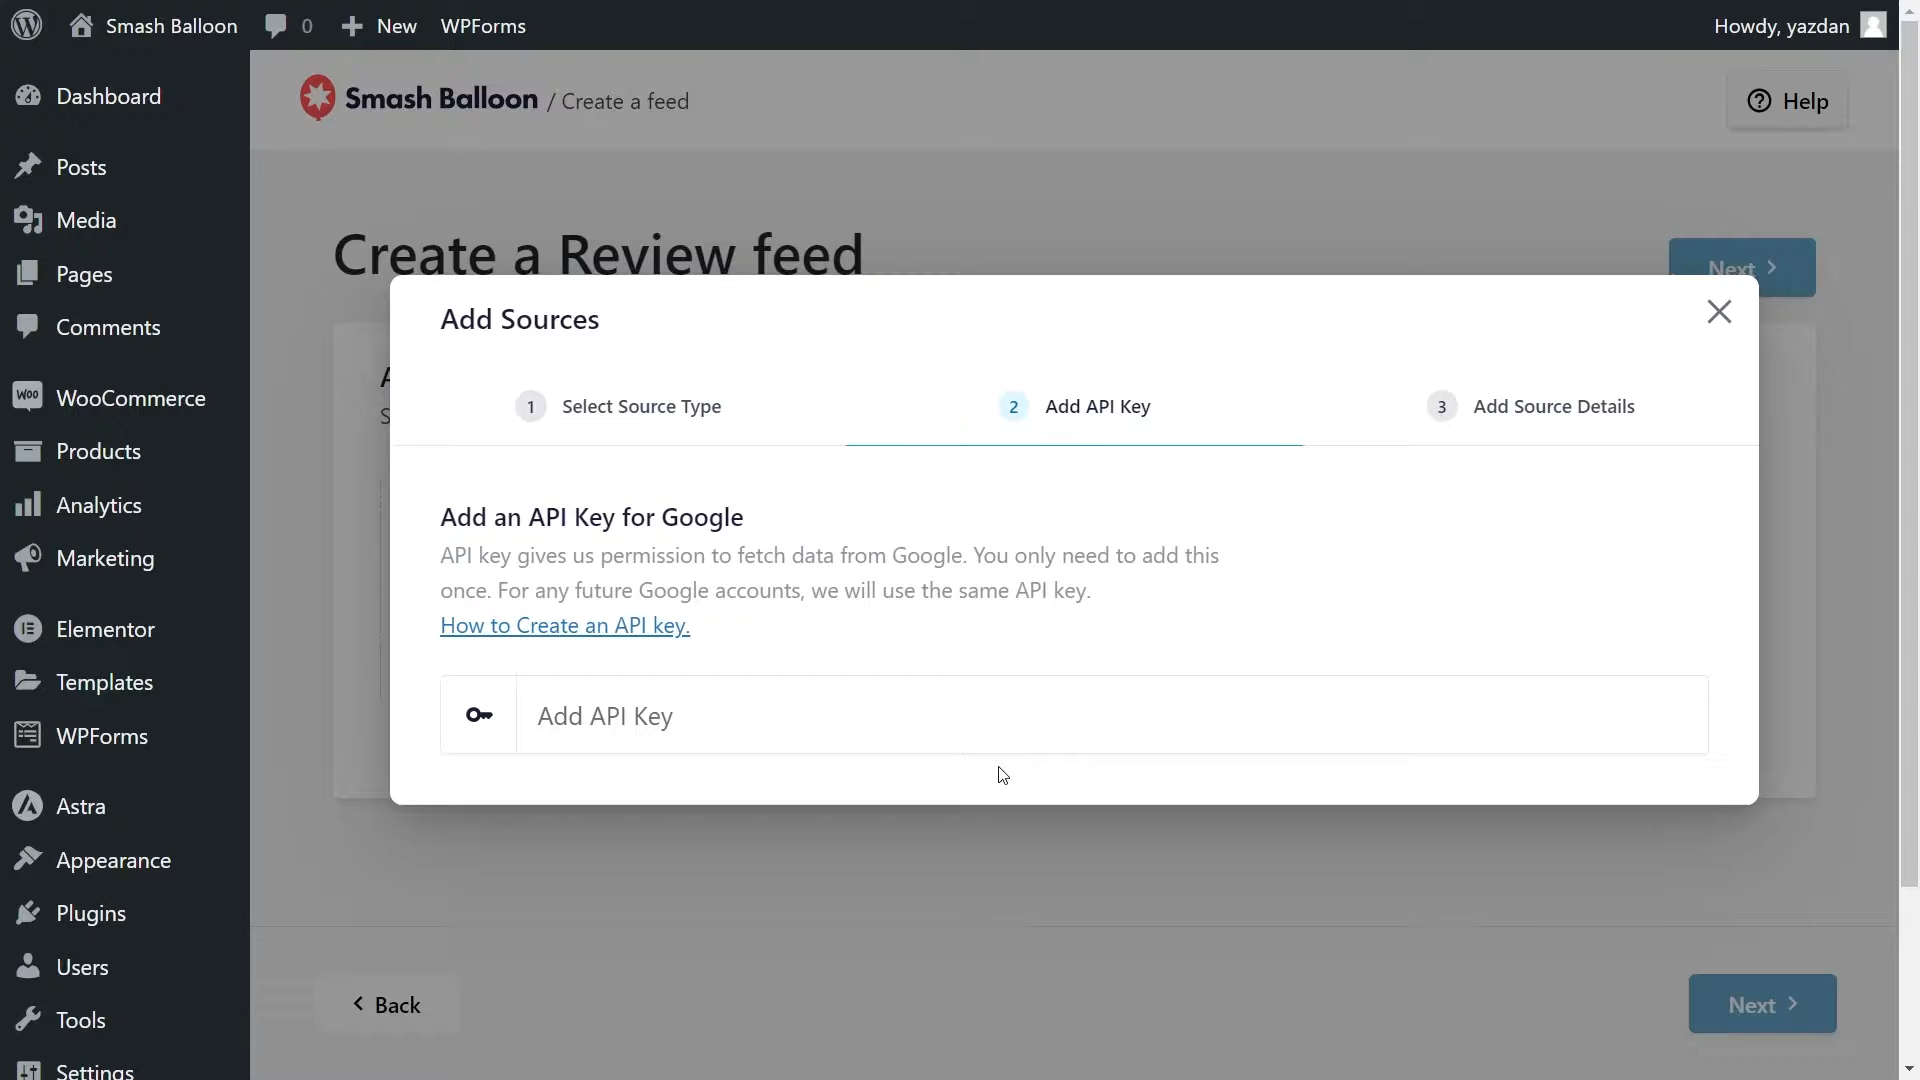 Smash Balloon 0 New WPForms Howdy, yazdan
Dashboard
Posts
Media
Pages
Comments
WOO WooCommerce
Products
Analytics
Marketing
Elementor
Templates
WPForms
Astra
Appearance
Plugins
Users
Tools
Settings
Smash Balloon / Create a feed
Help
Create a Review feed
Next
Add Sources
1 Select Source Type
2 Add API Key
3 Add Source Details
Add an API Key for Google
API key gives us permission to fetch data from Google. You only need to add this
once. For any future Google accounts, we will use the same API key.
How to Create an API key.
Add API Key
Back
Next